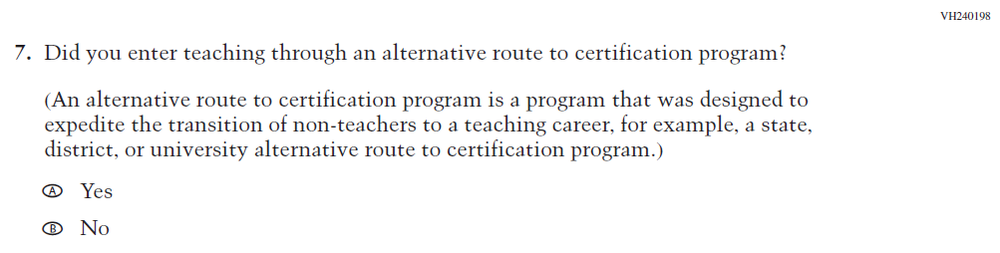 VH240198
7. Did you enter teaching through an alternative route to certification program?
(An alternative route to certification program is a program that was designed to
expedite the transition of non-teachers to a teaching career, for example, a state,
district, or university alternative route to certification program.)
A Yes
B No